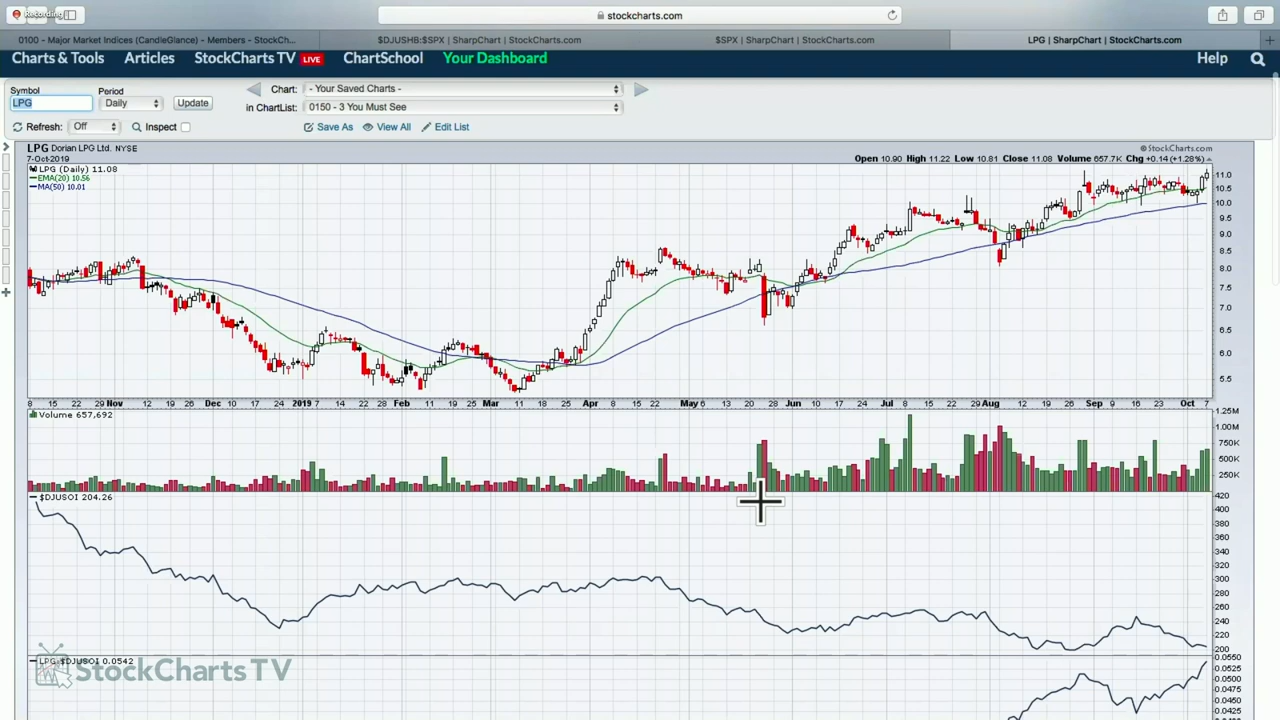 Recording
stockcharts.com
0100 - Major Market Indices (CandleGlance) - Members - StockCh...
$DJUSHB:$SPX | SharpChart | StockCharts.com
$SPX | SharpChart | StockCharts.com
LPG | SharpChart | StockCharts.com
Charts & Tools Articles StockCharts TV LIVE ChartSchool Your Dashboard Help
Symbol Period
LPG Daily Update
Chart: - Your Saved Charts -
in ChartList: 0150 - 3 You Must See
Refresh: Off Inspect
Save As View All Edit List
LPG Dorian LPG Ltd. NYSE © StockCharts.com
7-Oct-2019 Open 10.90 High 11.22 Low 10.81 Close 11.08 Volume 657.7K Chg +0.14 (+1.28%)
LPG (Daily) 11.08
EMA(20) 10.56
MA(50) 10.01
11.0
10.5
10.0
9.5
9.0
8.5
8.0
7.5
7.0
6.5
6.0
5.5
8 15 22 29 Nov 12 19 26 Dec 10 17 24 2019 7 14 22 28 Feb 11 19 25 Mar 11 18 25 Apr 8 15 22 May 6 13 20 28 Jun 10 17 24 Jul 8 15 22 29 Aug 12 19 26 Sep 9 16 23 Oct 7
Volume 657,692
1.25M
1.00M
750K
500K
250K
$DJUSOI 204.26
420
400
380
360
340
320
300
280
260
240
220
200
LPG:$DJUSOI 0.0542
0.0550
0.0525
0.0500
0.0475
0.0450
0.0425
StockCharts TV